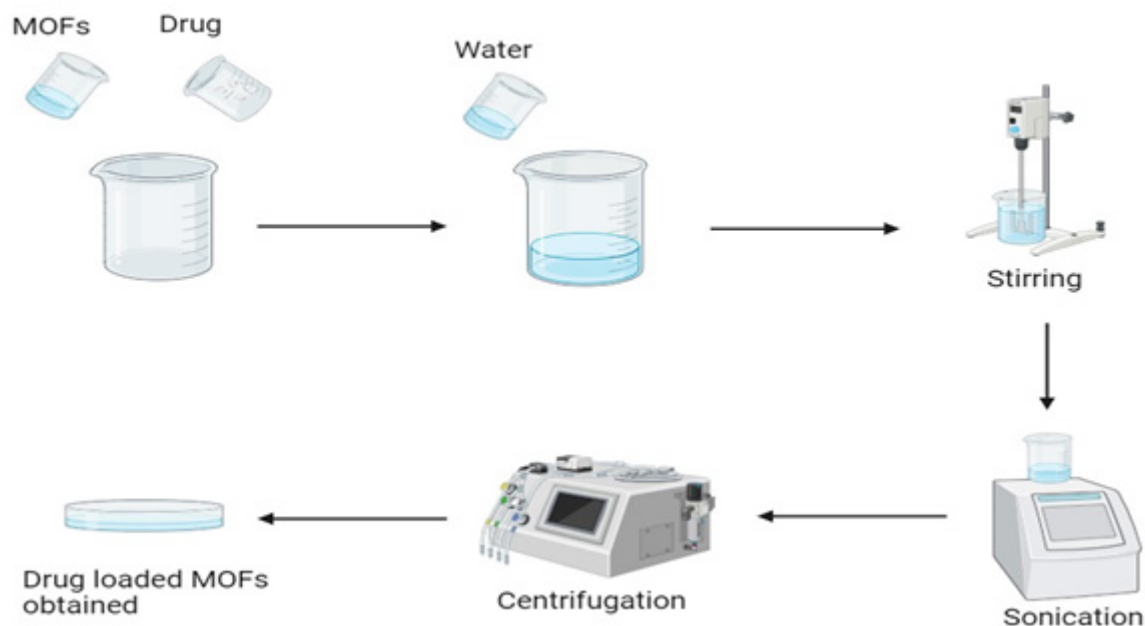 MOFs
Drug
Water
Stirring
Drug loaded MOFs
obtained
Centrifugation
Sonication